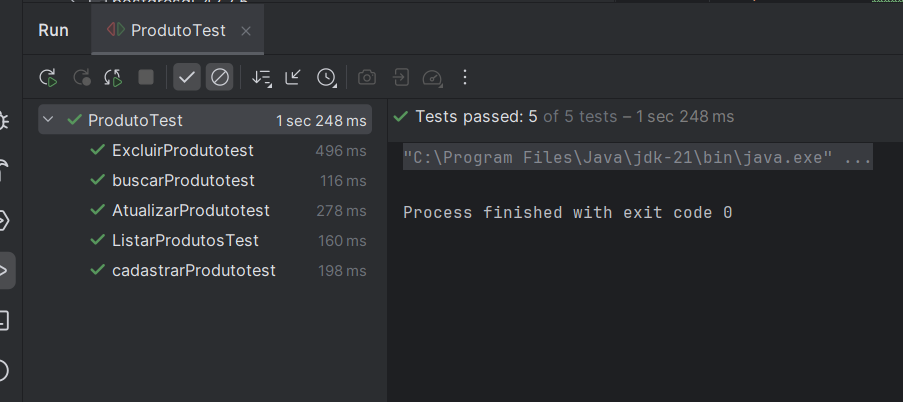 Run
ProdutoTest
ProdutoTest 1 sec 248 ms
ExcluirProdutotest 496 ms
buscarProdutotest 116 ms
AtualizarProdutotest 278 ms
ListarProdutosTest 160 ms
cadastrarProdutotest 198 ms
Tests passed: 5 of 5 tests – 1 sec 248 ms
"C:\Program Files\Java\jdk-21\bin\java.exe" ...
Process finished with exit code 0